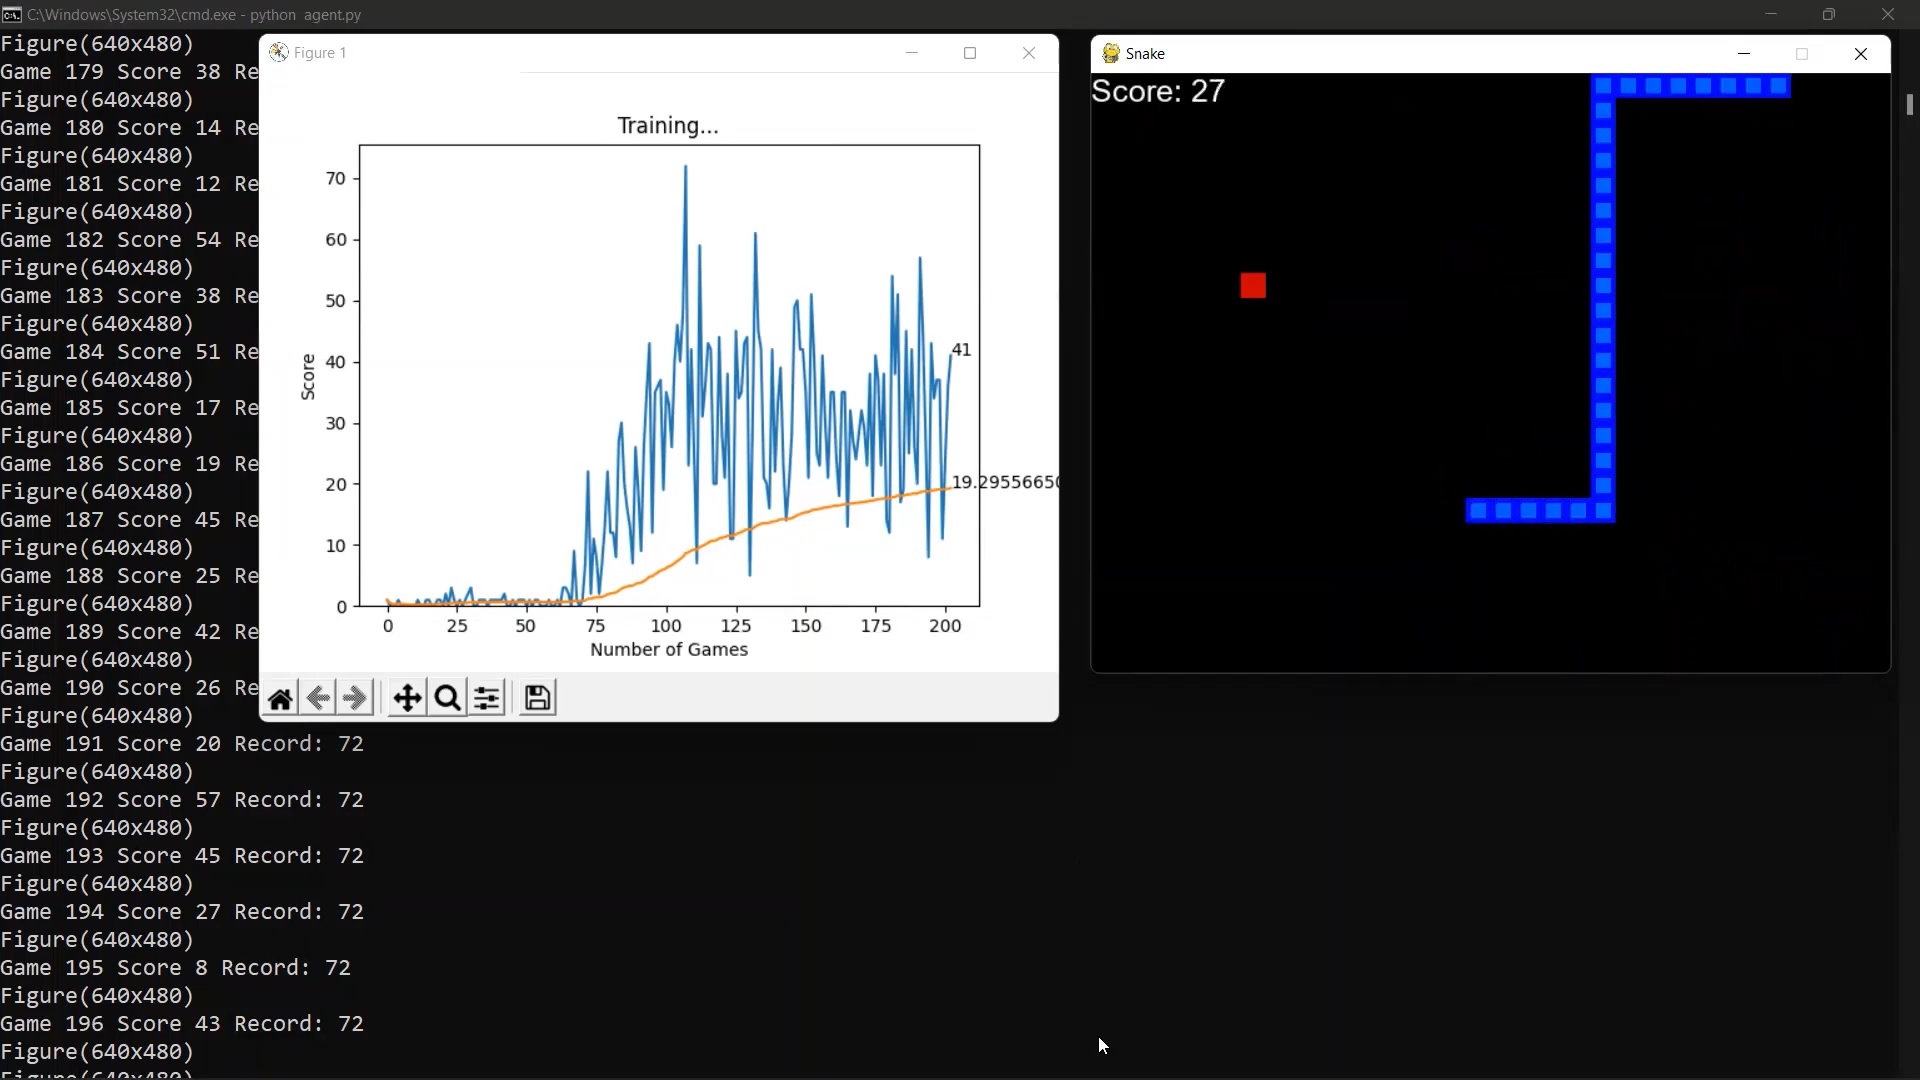 C:\Windows\System32\cmd.exe - python  agent.py
Figure(640x480)
Game 179 Score 38 Re
Figure(640x480)
Game 180 Score 14 Re
Figure(640x480)
Game 181 Score 12 Re
Figure(640x480)
Game 182 Score 54 Re
Figure(640x480)
Game 183 Score 38 Re
Figure(640x480)
Game 184 Score 51 Re
Figure(640x480)
Game 185 Score 17 Re
Figure(640x480)
Game 186 Score 19 Re
Figure(640x480)
Game 187 Score 45 Re
Figure(640x480)
Game 188 Score 25 Re
Figure(640x480)
Game 189 Score 42 Re
Figure(640x480)
Game 190 Score 26 Re
Figure(640x480)
Game 191 Score 20 Record: 72
Figure(640x480)
Game 192 Score 57 Record: 72
Figure(640x480)
Game 193 Score 45 Record: 72
Figure(640x480)
Game 194 Score 27 Record: 72
Figure(640x480)
Game 195 Score 8 Record: 72
Figure(640x480)
Game 196 Score 43 Record: 72
Figure(640x480)
Figure(640x480)
Figure 1
Training...
Score
70
60
50
40
30
20
10
0
41
19.29556650
0 25 50 75 100 125 150 175 200
Number of Games
Snake
Score: 27